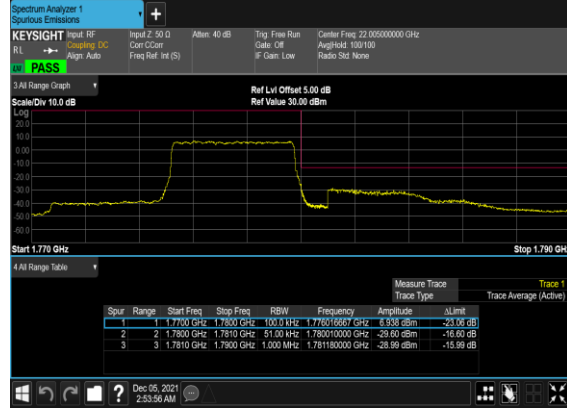 Spectrum Analyzer 1
Spurious Emissions
+
KEYSIGHT Input: RF Input Z: 50 Ω Atten: 40 dB Trig: Free Run Center Freq: 22.005000000 GHz
RL Coupling: DC Corr CCorr Gate: Off Avg|Hold: 100/100
Align: Auto Freq Ref: Int (S) IF Gain: Low Radio Std: None
PASS
3 All Range Graph
Ref Lvl Offset 5.00 dB
Scale/Div 10.0 dB Ref Value 30.00 dBm
Log
20.0
10.0
0.00
-10.0
-20.0
-30.0
-40.0
-50.0
-60.0
Start 1.770 GHz Stop 1.790 GH
4 All Range Table
Measure Trace Trace 1
Trace Type Trace Average (Active)
Spur Range Start Freq Stop Freq RBW Frequency Amplitude ΔLimit
1 1 1.7700 GHz 1.7800 GHz 100.0 kHz 1.776016667 GHz 6.938 dBm -23.06 dB
2 2 1.7800 GHz 1.7810 GHz 51.00 kHz 1.780010000 GHz -29.60 dBm -16.60 dB
3 3 1.7810 GHz 1.7900 GHz 1.000 MHz 1.781180000 GHz -28.99 dBm -15.99 dB
? Dec 05, 2021
2:53:56 AM